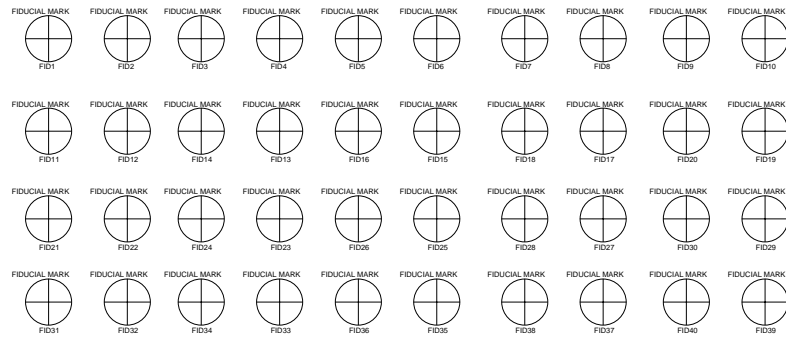 FIDUCIAL MARK FIDUCIAL MARK FIDUCIAL MARK FIDUCIAL MARK FIDUCIAL MARK FIDUCIAL MARK FIDUCIAL MARK FIDUCIAL MARK FIDUCIAL MARK FIDUCIAL MARK
FID1 FID2 FID3 FID4 FID5 FID6 FID7 FID8 FID9 FID10
FIDUCIAL MARK FIDUCIAL MARK FIDUCIAL MARK FIDUCIAL MARK FIDUCIAL MARK FIDUCIAL MARK FIDUCIAL MARK FIDUCIAL MARK FIDUCIAL MARK FIDUCIAL MARK
FID11 FID12 FID14 FID13 FID16 FID15 FID18 FID17 FID20 FID19
FIDUCIAL MARK FIDUCIAL MARK FIDUCIAL MARK FIDUCIAL MARK FIDUCIAL MARK FIDUCIAL MARK FIDUCIAL MARK FIDUCIAL MARK FIDUCIAL MARK FIDUCIAL MARK
FID21 FID22 FID24 FID23 FID26 FID25 FID28 FID27 FID30 FID29
FIDUCIAL MARK FIDUCIAL MARK FIDUCIAL MARK FIDUCIAL MARK FIDUCIAL MARK FIDUCIAL MARK FIDUCIAL MARK FIDUCIAL MARK FIDUCIAL MARK FIDUCIAL MARK
FID31 FID32 FID34 FID33 FID36 FID35 FID38 FID37 FID40 FID39